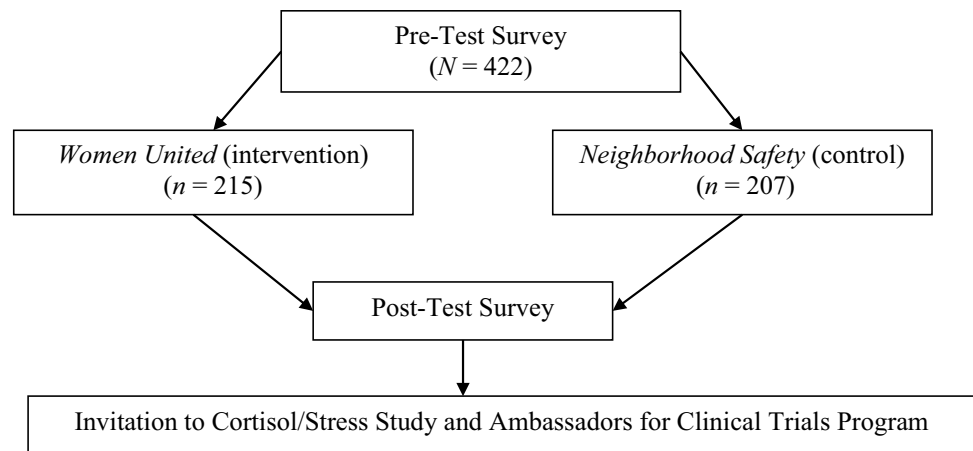 Pre-Test Survey
(N = 422)
Women United (intervention)
(n = 215)
Neighborhood Safety (control)
(n = 207)
Post-Test Survey
Invitation to Cortisol/Stress Study and Ambassadors for Clinical Trials Program